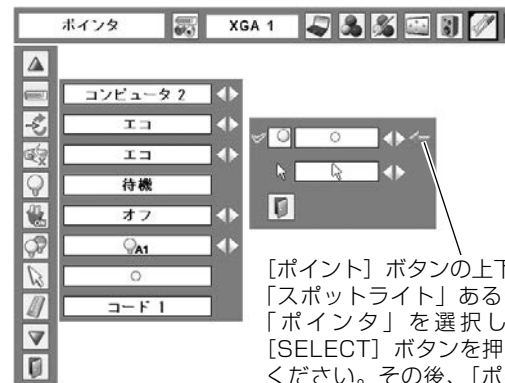 ポインタ
XGA 1
コンピュータ 2
エコ
エコ
待機
オフ
A1
コード 1
[ポイント] ボタンの上下
「スポットライト」ある
「ポインタ」を選択し
[SELECT] ボタンを押
ください。その後、「ポ